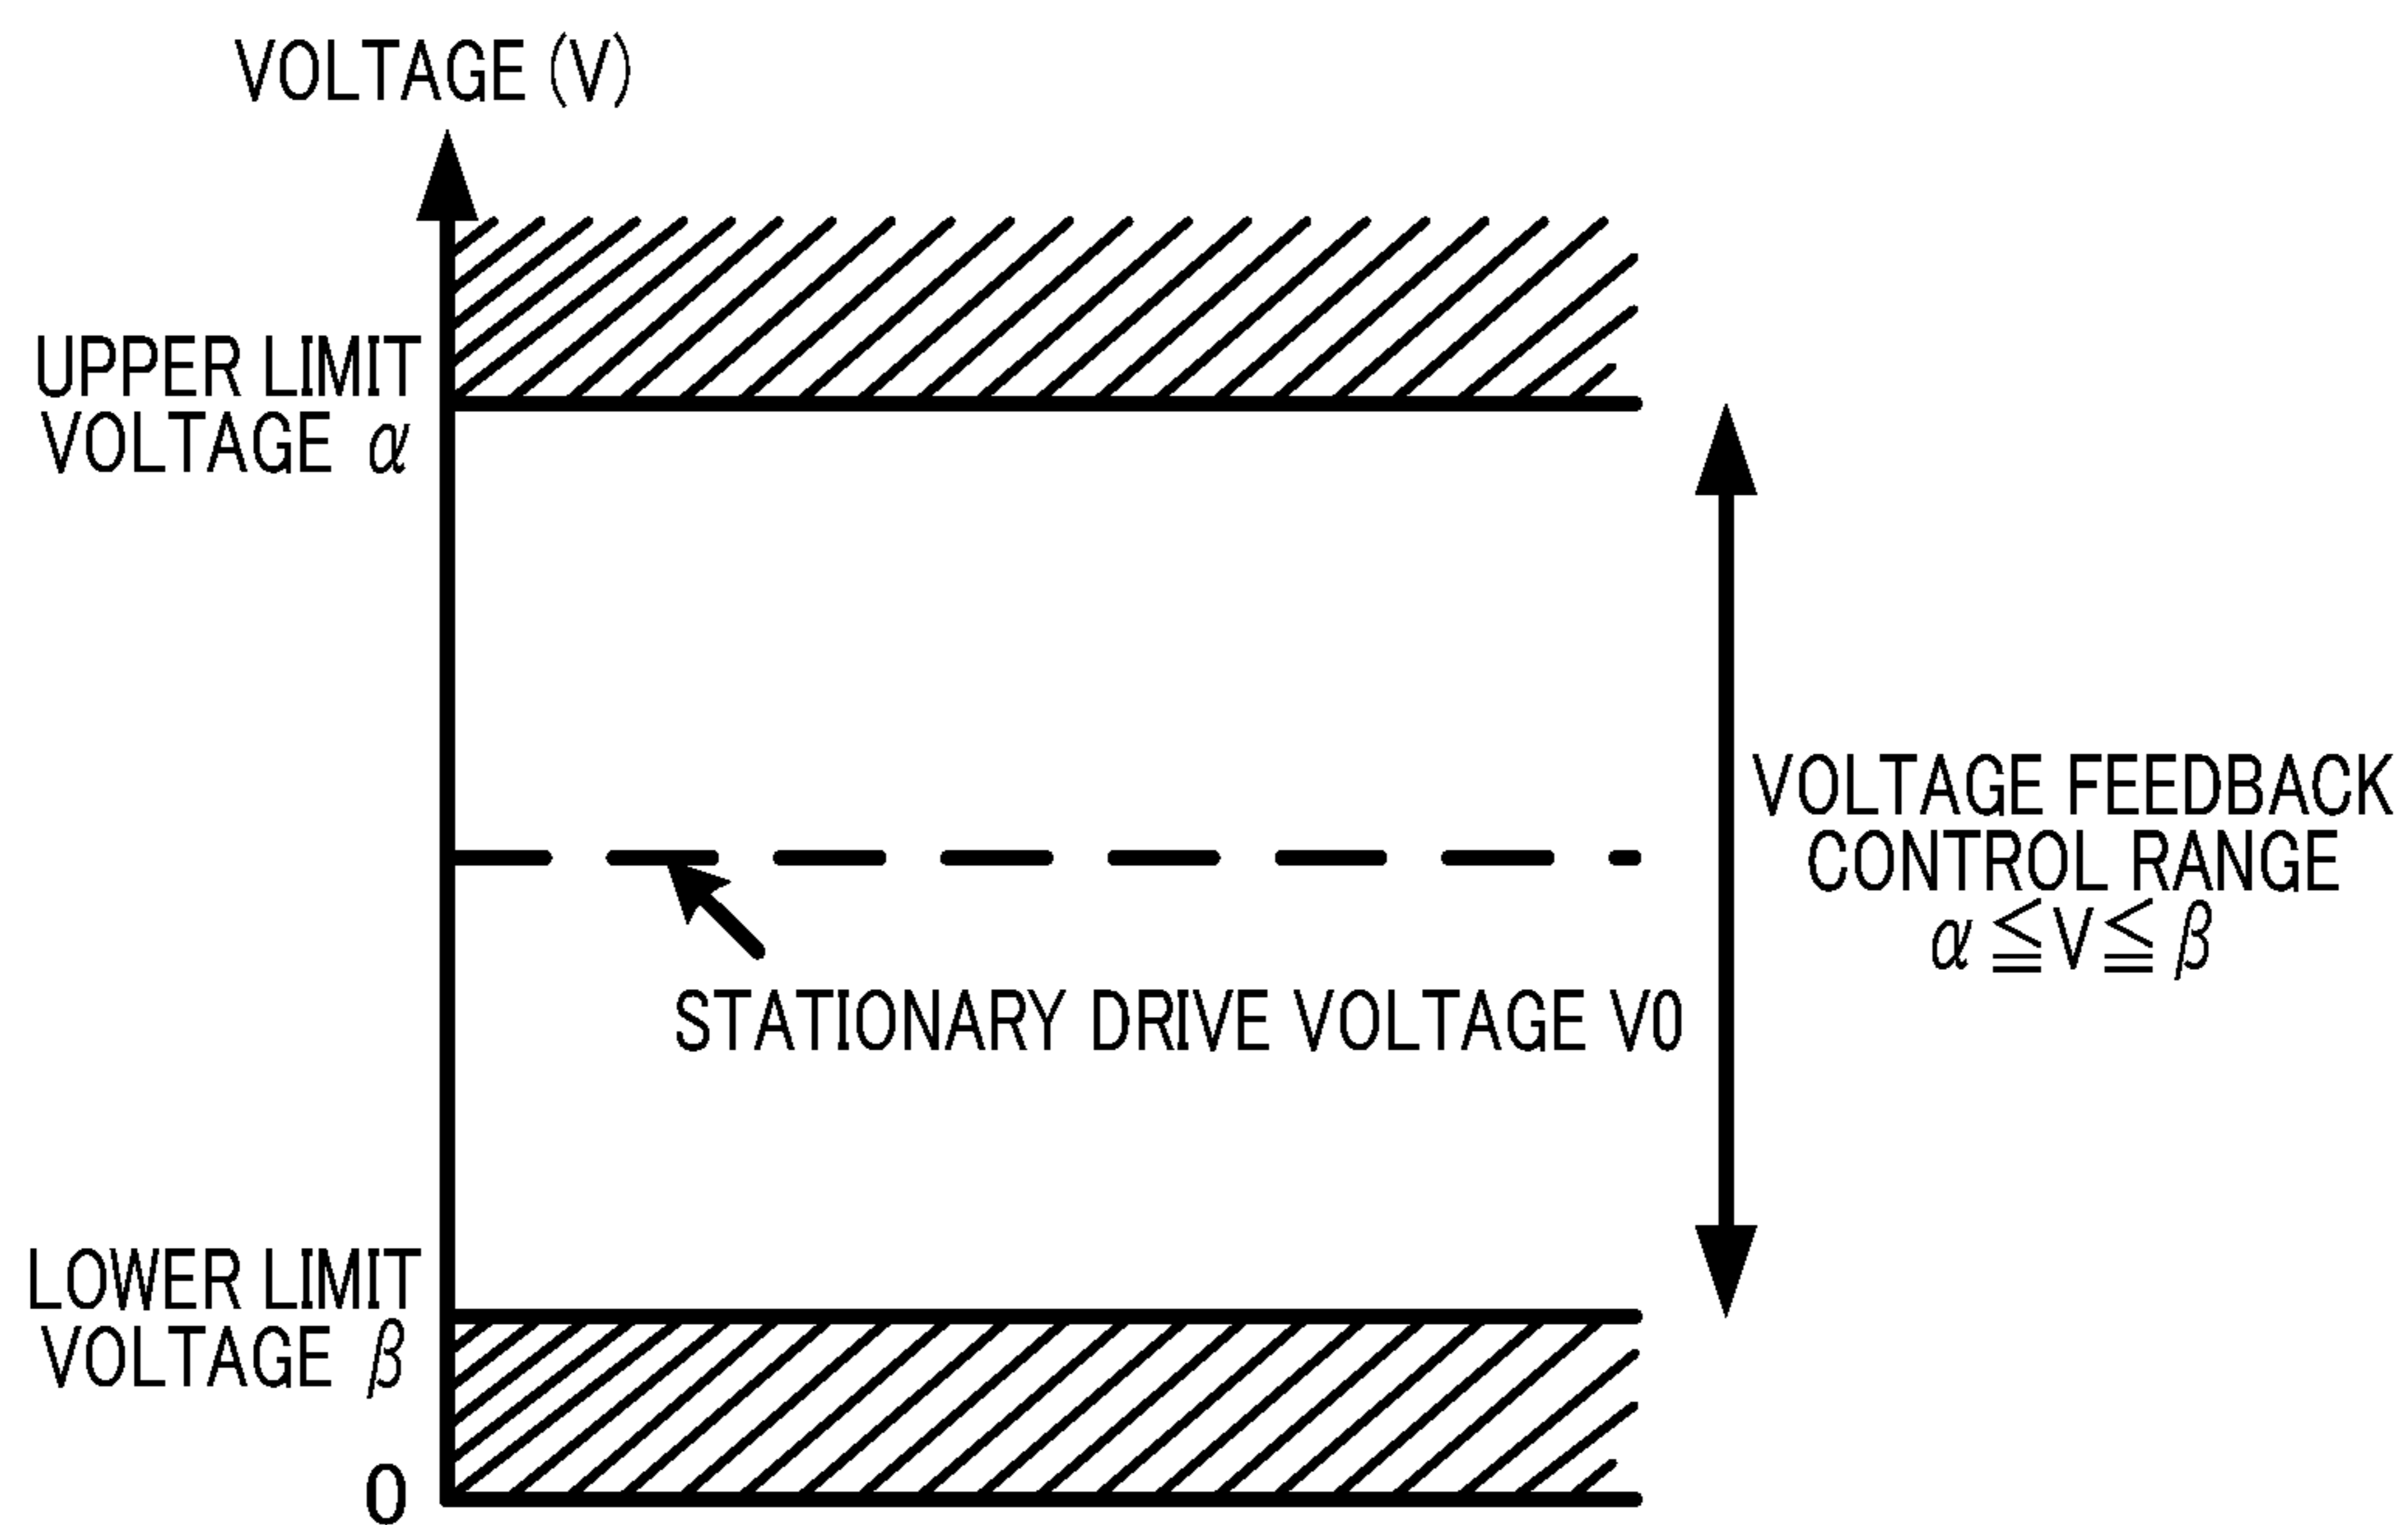 VOLTAGE (V)
UPPER LIMIT
VOLTAGE α
VOLTAGE FEEDBACK
CONTROL RANGE
α ≦ V ≦ β
STATIONARY DRIVE VOLTAGE V0
LOWER LIMIT
VOLTAGE β
0